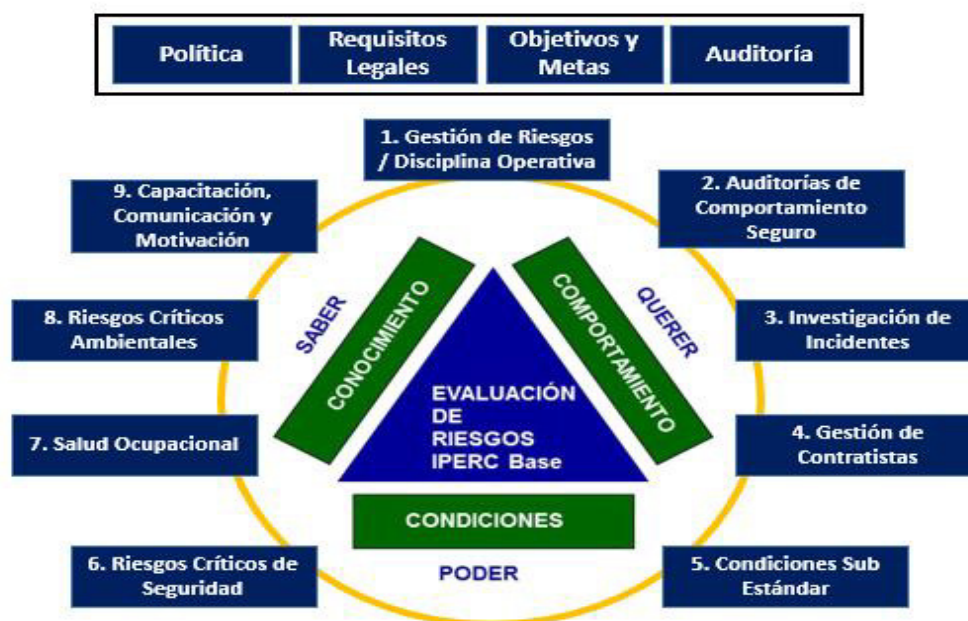 Política
Requisitos
Legales
Objetivos y
Metas
Auditoría
1. Gestión de Riesgos
/ Disciplina Operativa
2. Auditorías de
Comportamiento
Seguro
3. Investigación de
Incidentes
4. Gestión de
Contratistas
5. Condiciones Sub
Estándar
6. Riesgos Críticos de
Seguridad
7. Salud Ocupacional
8. Riesgos Críticos
Ambientales
9. Capacitación,
Comunicación y
Motivación
SABER
CONOCIMIENTO
COMPORTAMIENTO
QUERER
EVALUACIÓN
DE
RIESGOS
IPERC Base
CONDICIONES
PODER